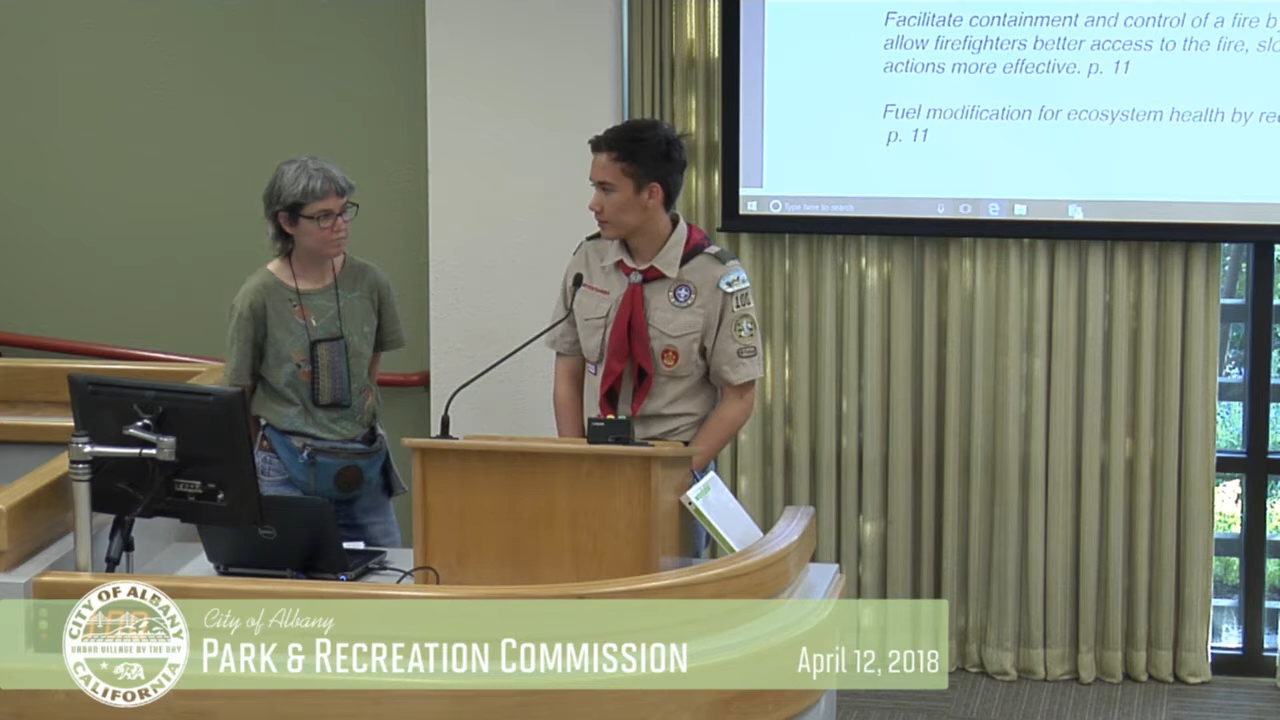 Facilitate containment and control of a fire b
allow firefighters better access to the fire, slo
actions more effective. p. 11
Fuel modification for ecosystem health by re
p. 11
Type here to search
100
DELL
CITY OF ALBANY
URBAN VILLAGE BY THE BAY
CALIFORNIA
City of Albany
PARK & RECREATION COMMISSION
April 12, 2018